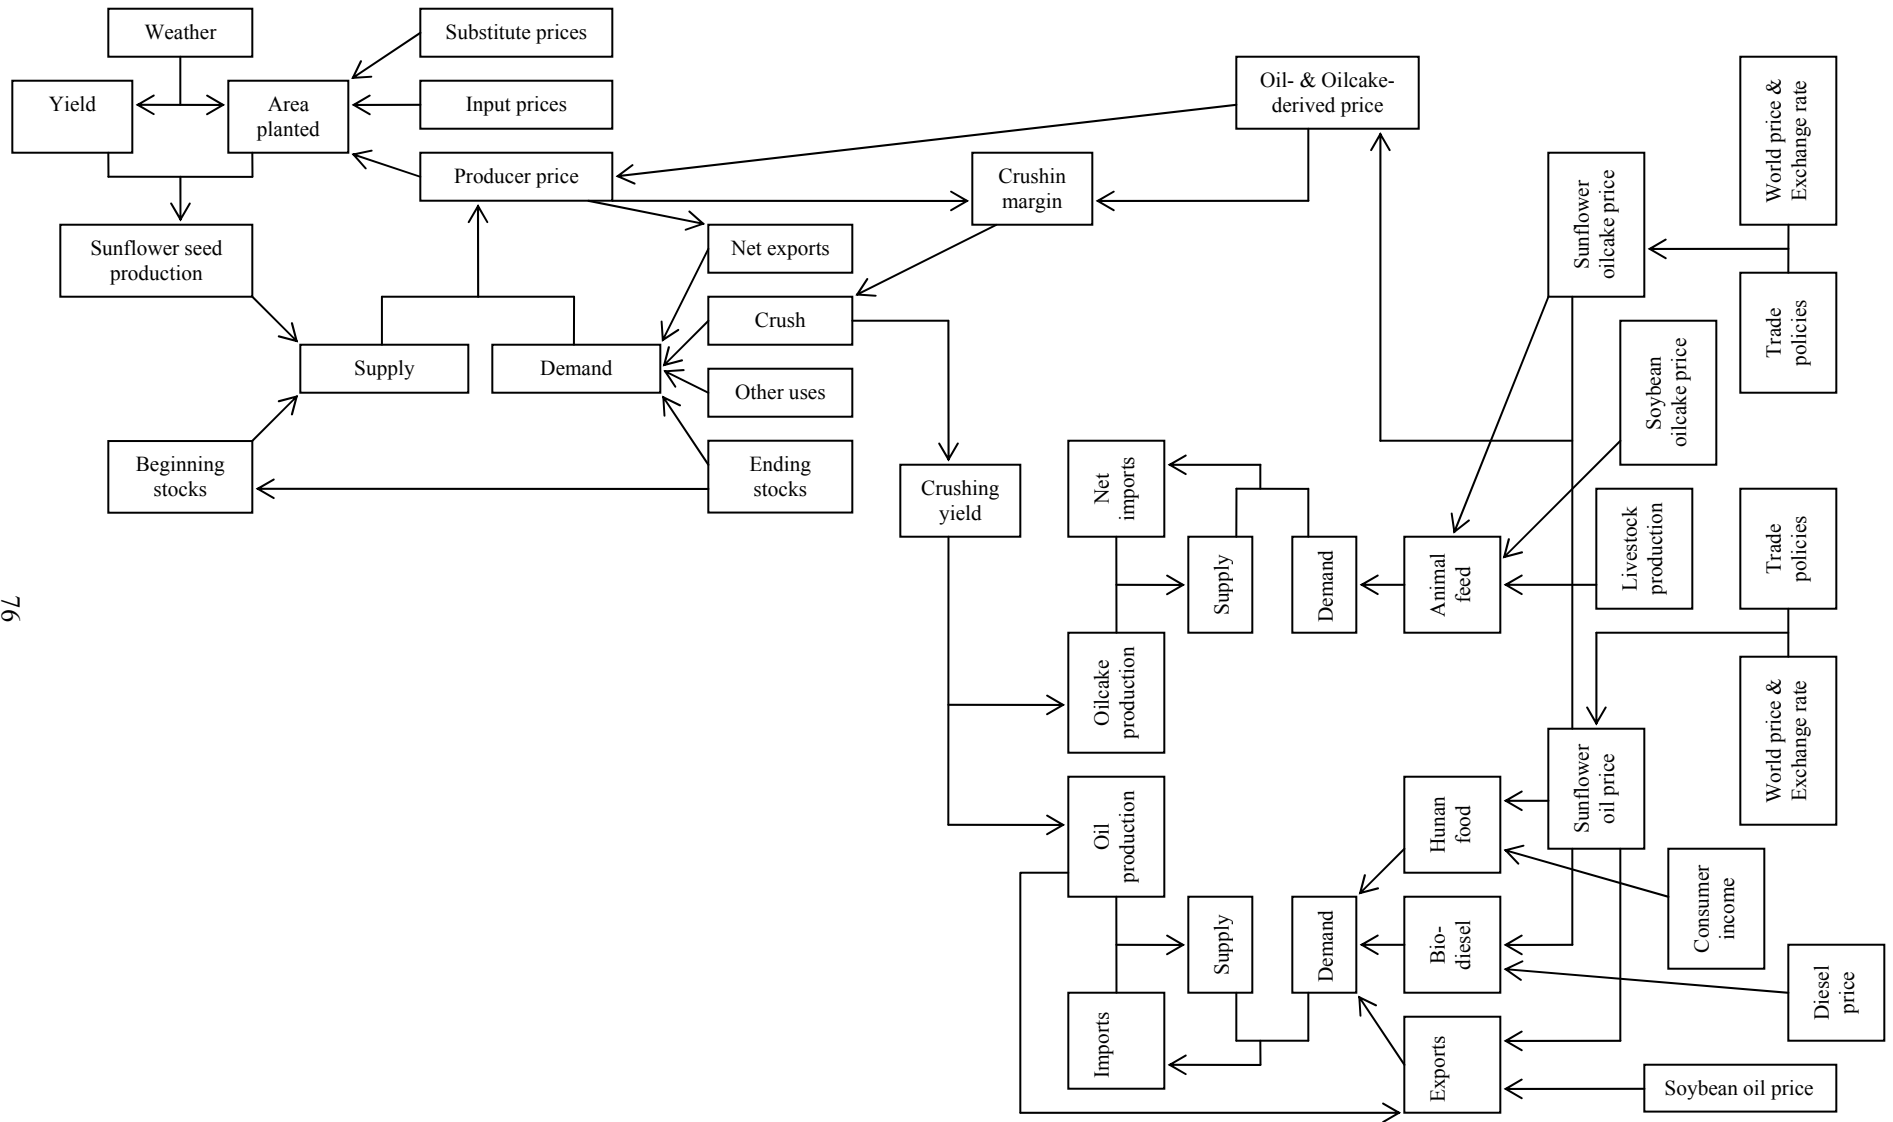 Weather
Substitute prices
Yield
Area
planted
Input prices
Oil- & Oilcake-
derived price
World price &
Exchange rate
Producer price
Crushin
margin
Sunflower
oilcake price
Sunflower seed
production
Net exports
Trade
policies
Crush
Soybean
oilcake price
Supply
Demand
Other uses
Beginning
stocks
Ending
stocks
Crushing
yield
Net
imports
Supply
Demand
Animal
feed
Livestock
production
Trade
policies
76
Oilcake
production
World price &
Exchange rate
Sunflower
oil price
Oil
production
Hunan
food
Consumer
income
Supply
Demand
Bio-
diesel
Diesel
price
Imports
Exports
Soybean oil price